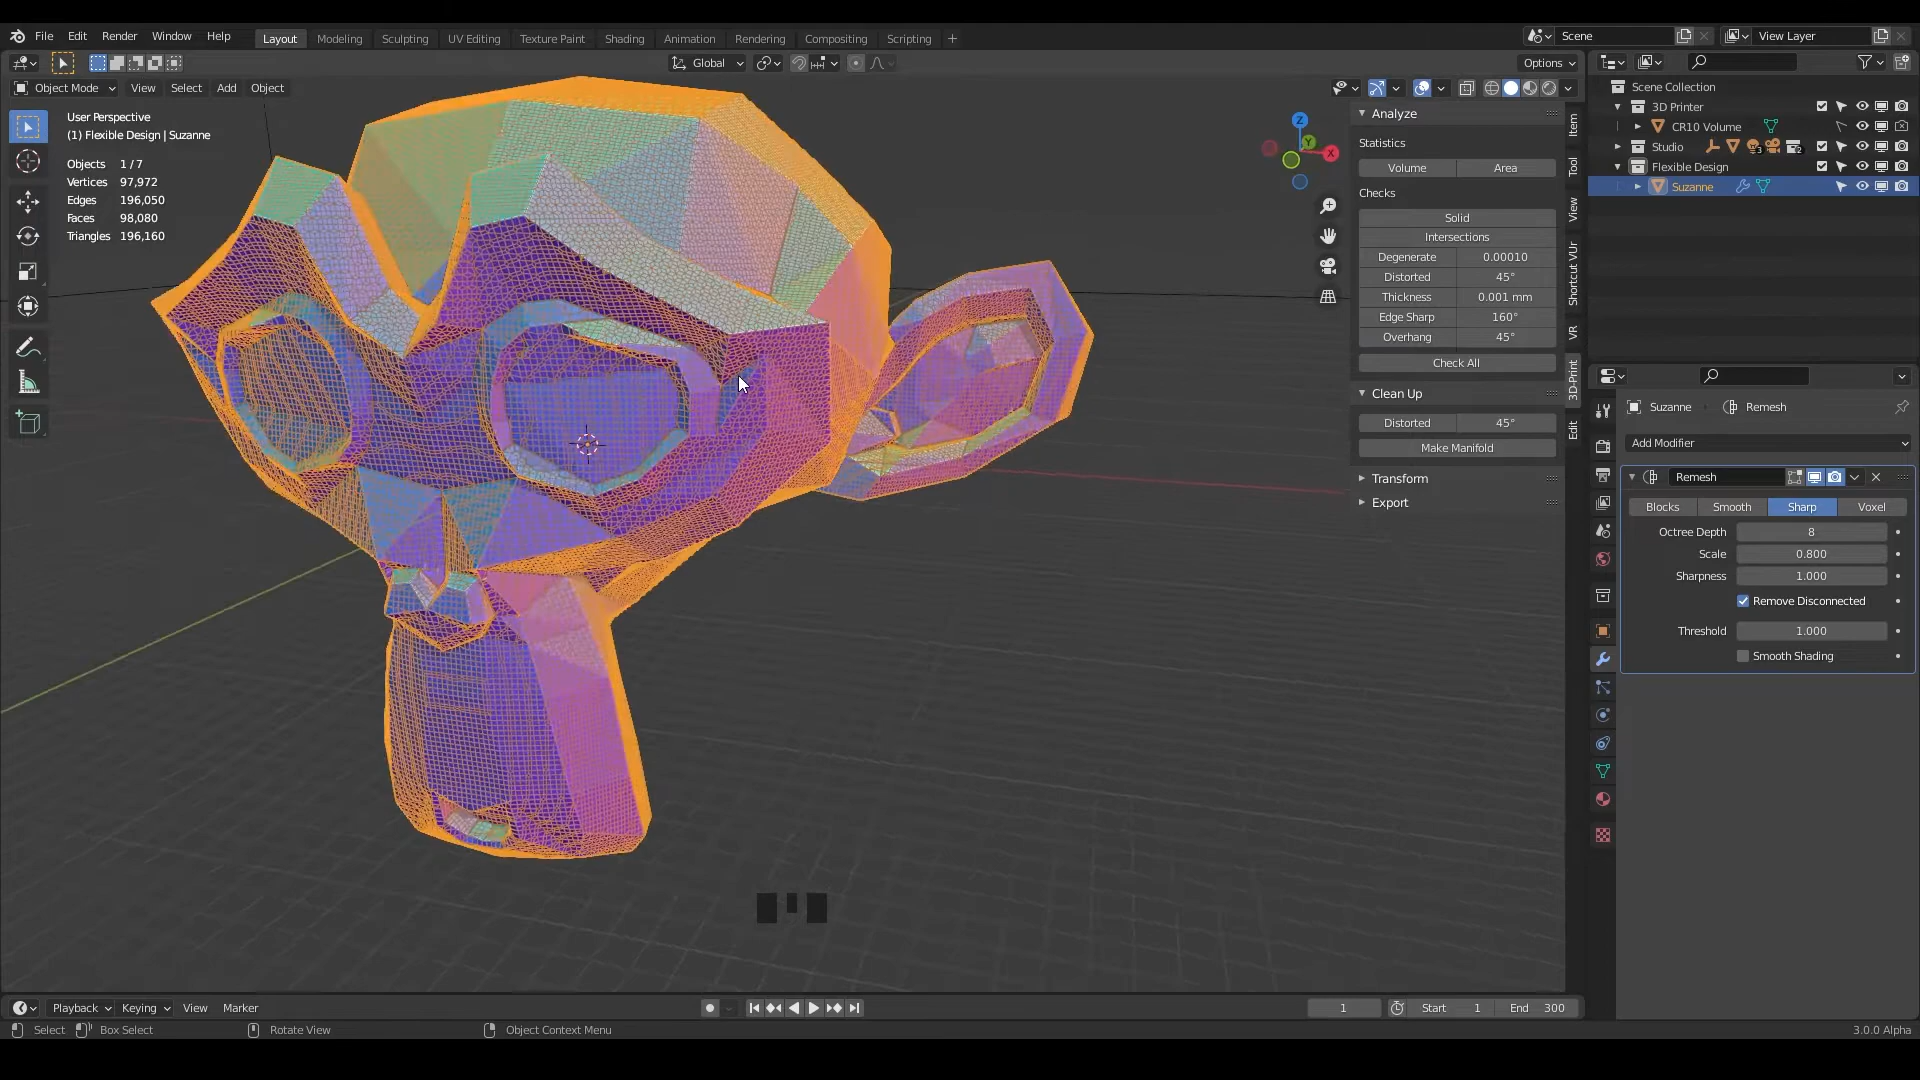 File Edit Render Window Help Layout Modeling Sculpting UV Editing Texture Paint Shading Animation Rendering Compositing Scripting + Scene View Layer
Global Options
Object Mode View Select Add Object
User Perspective
(1) Flexible Design | Suzanne
Objects 1 / 7
Vertices 97,972
Edges 196,050
Faces 98,080
Triangles 196,160
Z
Y
X
Analyze
Statistics
Volume Area
Checks
Solid
Intersections
Degenerate 0.00010
Distorted 45°
Thickness 0.001 mm
Edge Sharp 160°
Overhang 45°
Check All
Clean Up
Distorted 45°
Make Manifold
Transform
Export
Item
Tool
View
Shortcut VUr
VR
3D-Print
Edit
Scene Collection
3D Printer
CR10 Volume
Studio 3 2
Flexible Design
Suzanne
Suzanne Remesh
Add Modifier
Remesh
Blocks Smooth Sharp Voxel
Octree Depth 8
Scale 0.800
Sharpness 1.000
Remove Disconnected
Threshold 1.000
Smooth Shading
Playback Keying View Marker 1 Start 1 End 300
Select Box Select Rotate View Object Context Menu 3.0.0 Alpha